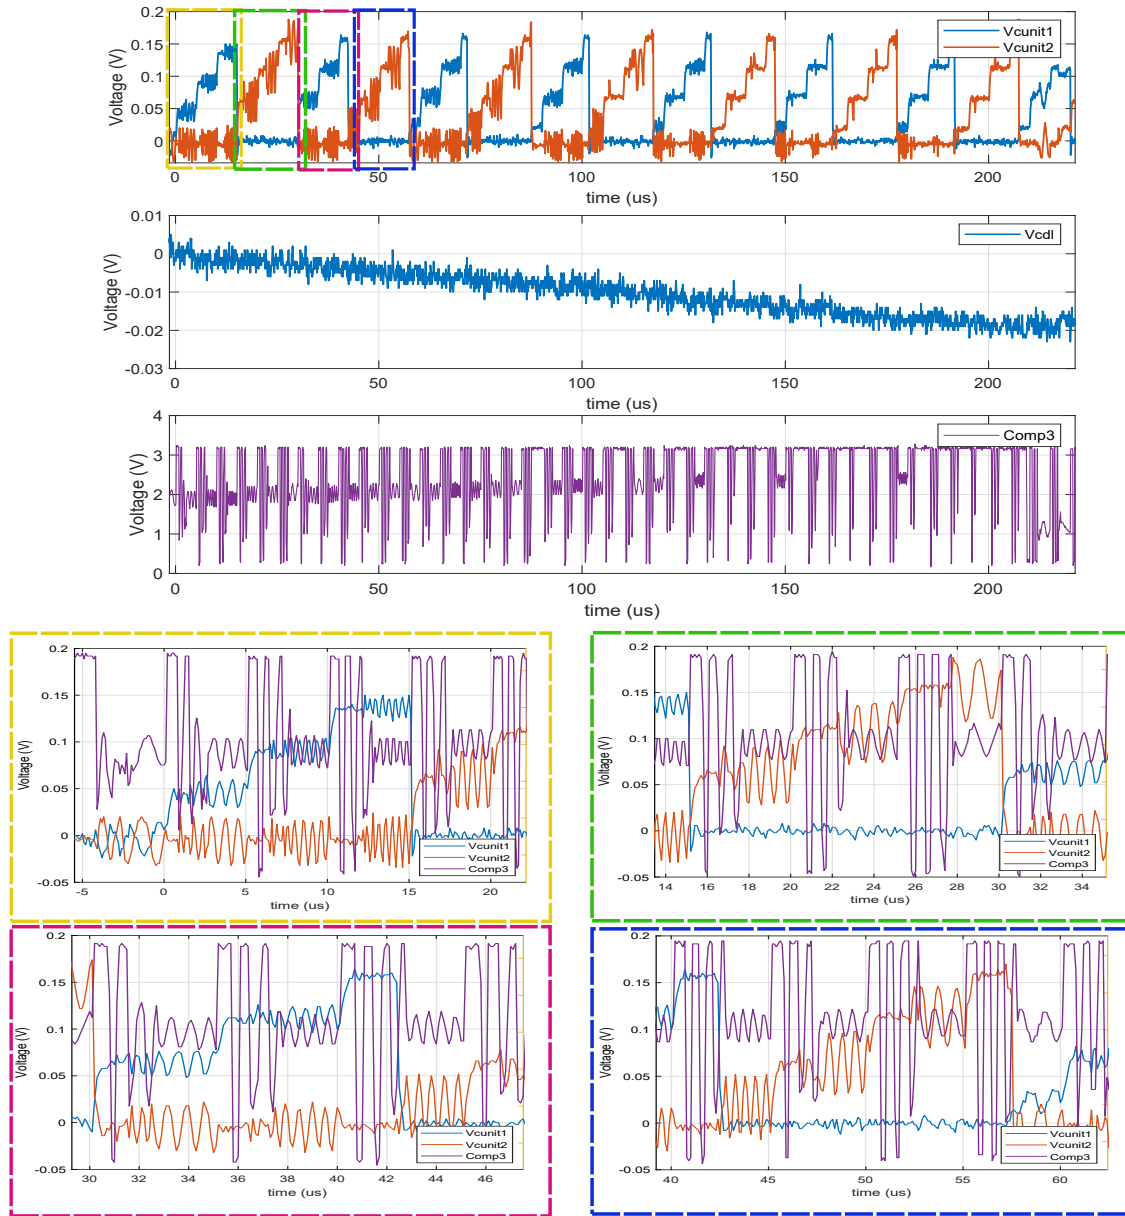 0.2
0.15
0.1
0.05
0
Voltage (V)
Vcunit1
Vcunit2
0 50 100 150 200
time (us)
0.01
0
-0.01
-0.02
-0.03
Voltage (V)
Vcdl
0 50 100 150 200
time (us)
4
3
2
1
0
Voltage (V)
Comp3
0 50 100 150 200
time (us)
0.2
0.15
0.1
0.05
0
-0.05
Voltage (V)
Vcunit1
Vcunit2
Comp3
-5 0 5 10 15 20
time (us)
0.2
0.15
0.1
0.05
0
-0.05
Voltage (V)
Vcunit1
Vcunit2
Comp3
14 16 18 20 22 24 26 28 30 32 34
time (us)
0.2
0.15
0.1
0.05
0
-0.05
Voltage (V)
Vcunit1
Vcunit2
Comp3
30 32 34 36 38 40 42 44 46
time (us)
0.2
0.15
0.1
0.05
0
-0.05
Voltage (V)
Vcunit1
Vcunit2
Comp3
40 45 50 55 60
time (us)